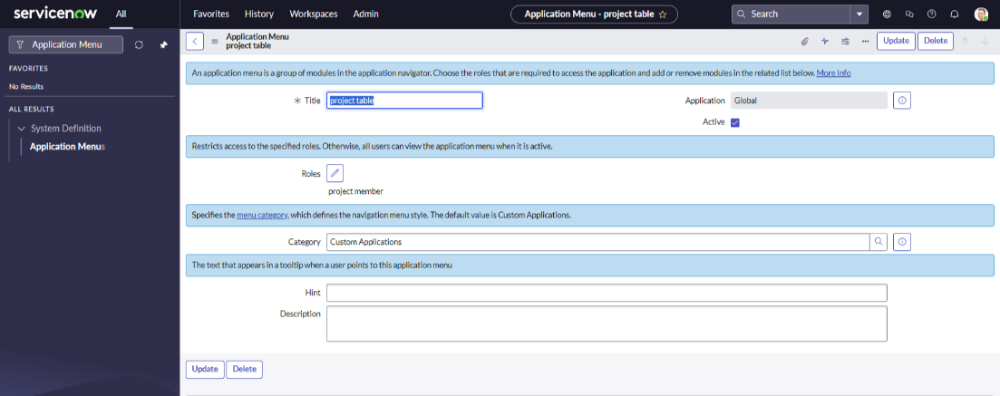 servicenow
All
Favorites
History
Workspaces
Admin
Application Menu - project table
Search
Application Menu
FAVORITES
No Results
ALL RESULTS
System Definition
Application Menus
Application Menu
project table
Update
Delete
An application menu is a group of modules in the application navigator. Choose the roles that are required to access the application and add or remove modules in the related list below. More Info
Title
project table
Application
Global
Active
Restricts access to the specified roles. Otherwise, all users can view the application menu when it is active.
Roles
project member
Specifies the menu category, which defines the navigation menu style. The default value is Custom Applications.
Category
Custom Applications
The text that appears in a tooltip when a user points to this application menu
Hint
Description
Update
Delete